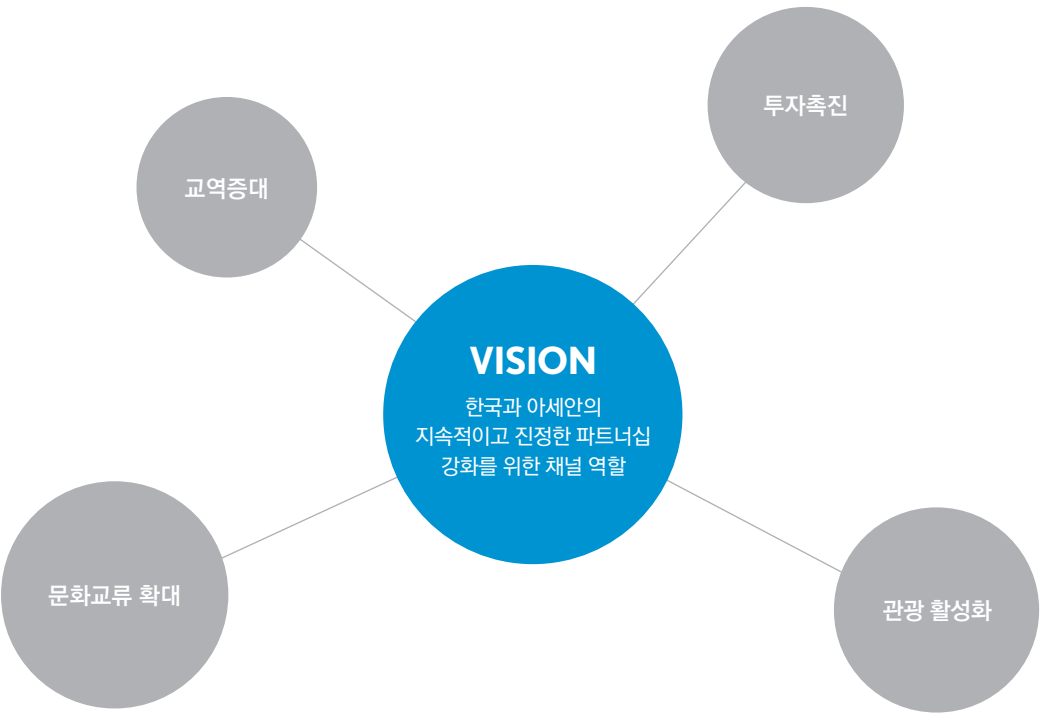 투자촉진
교역증대
VISION
한국과 아세안의
지속적이고 진정한 파트너십
강화를 위한 채널 역할
문화교류 확대
관광 활성화